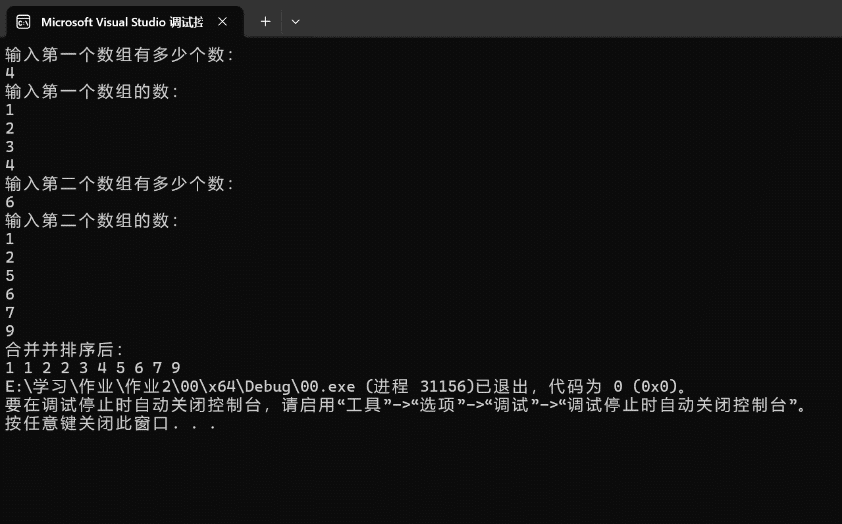 Microsoft Visual Studio 调试控
输入第一个数组有多少个数：
4
输入第一个数组的数：
1
2
3
4
输入第二个数组有多少个数：
6
输入第二个数组的数：
1
2
5
6
7
9
合并并排序后：
1 1 2 2 3 4 5 6 7 9
E:\学习\作业\作业2\00\x64\Debug\00.exe (进程 31156)已退出，代码为 0 (0x0)。
要在调试停止时自动关闭控制台，请启用“工具”->“选项”->“调试”->“调试停止时自动关闭控制台”。
按任意键关闭此窗口. . .